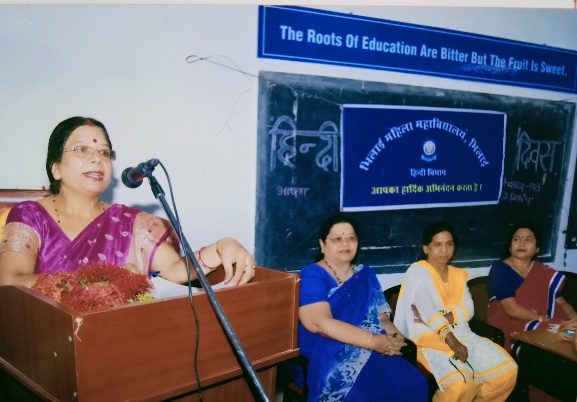 The Roots Of Education Are Bitter But The Fruit Is Sweet.
हिन्दी
दिवस
भिलाई महिला महाविद्यालय, भिलाई
हिन्दी विभाग
आपका हार्दिक अभिनंदन करता है।
भाषण